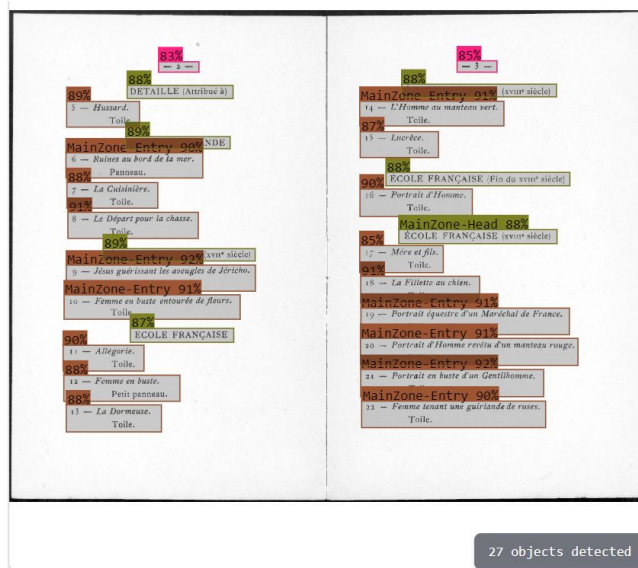 83%
— 2 —
88%
DETAILLE (Attribué à)
89%
5 — Hussard.
Toile.
89%
NDE
MainZone-Entry 90%
6 — Ruines au bord de la mer.
Panneau.
88%
7 — La Cuisinière.
Toile.
91%
8 — Le Départ pour la chasse.
Toile.
89%
(XVIIᵉ siècle)
MainZone-Entry 92%
9 — Jésus guérissant les aveugles de Jéricho.
MainZone-Entry 91%
10 — Femme en buste entourée de fleurs.
Toile.
87%
ÉCOLE FRANÇAISE
90%
11 — Allégorie.
Toile.
88%
12 — Femme en buste.
Petit panneau.
88%
13 — La Dormeuse.
Toile.
85%
— 3 —
88%
(XVIIIᵉ siècle)
MainZone-Entry 91%
14 — L'Homme au manteau vert.
Toile.
87%
15 — Lucrèce.
Toile.
88%
ÉCOLE FRANÇAISE (Fin du XVIIIᵉ siècle)
90%
16 — Portrait d'Homme.
Toile.
MainZone-Head 88%
ÉCOLE FRANÇAISE (XVIIIᵉ siècle)
85%
17 — Mère et fils.
Toile.
91%
18 — La Fillette au chien.
MainZone-Entry 91%
19 — Portrait équestre d'un Maréchal de France.
MainZone-Entry 91%
20 — Portrait d'Homme revêtu d'un manteau rouge.
MainZone-Entry 92%
21 — Portrait en buste d'un Gentilhomme.
MainZone-Entry 90%
22 — Femme tenant une guirlande de roses.
Toile.
27 objects detected